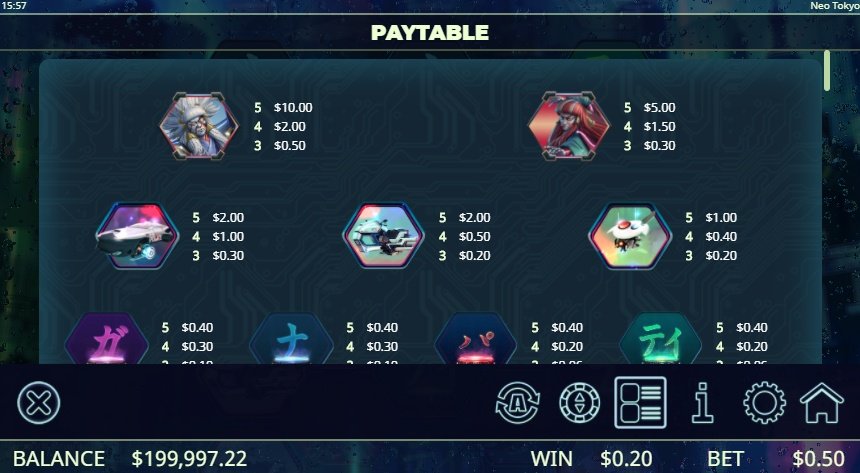 15:57 Neo Tokyo
PAYTABLE
5 $10.00
4 $2.00
3 $0.50
5 $5.00
4 $1.50
3 $0.30
5 $2.00
4 $1.00
3 $0.30
5 $2.00
4 $0.50
3 $0.20
5 $1.00
4 $0.40
3 $0.20
ガ
5 $0.40
4 $0.30
ナ
5 $0.40
4 $0.30
パ
5 $0.40
4 $0.20
ティ
5 $0.40
4 $0.20
A
BALANCE $199,997.22 WIN $0.20 BET $0.50